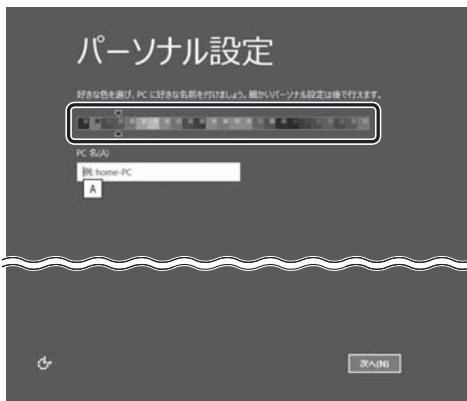 パーソナル設定
好きな色を選び、PC に好きな名前を付けましょう。細かいパーソナル設定は後で行えます。
PC 名(A)
例: home-PC
A
次へ(N)